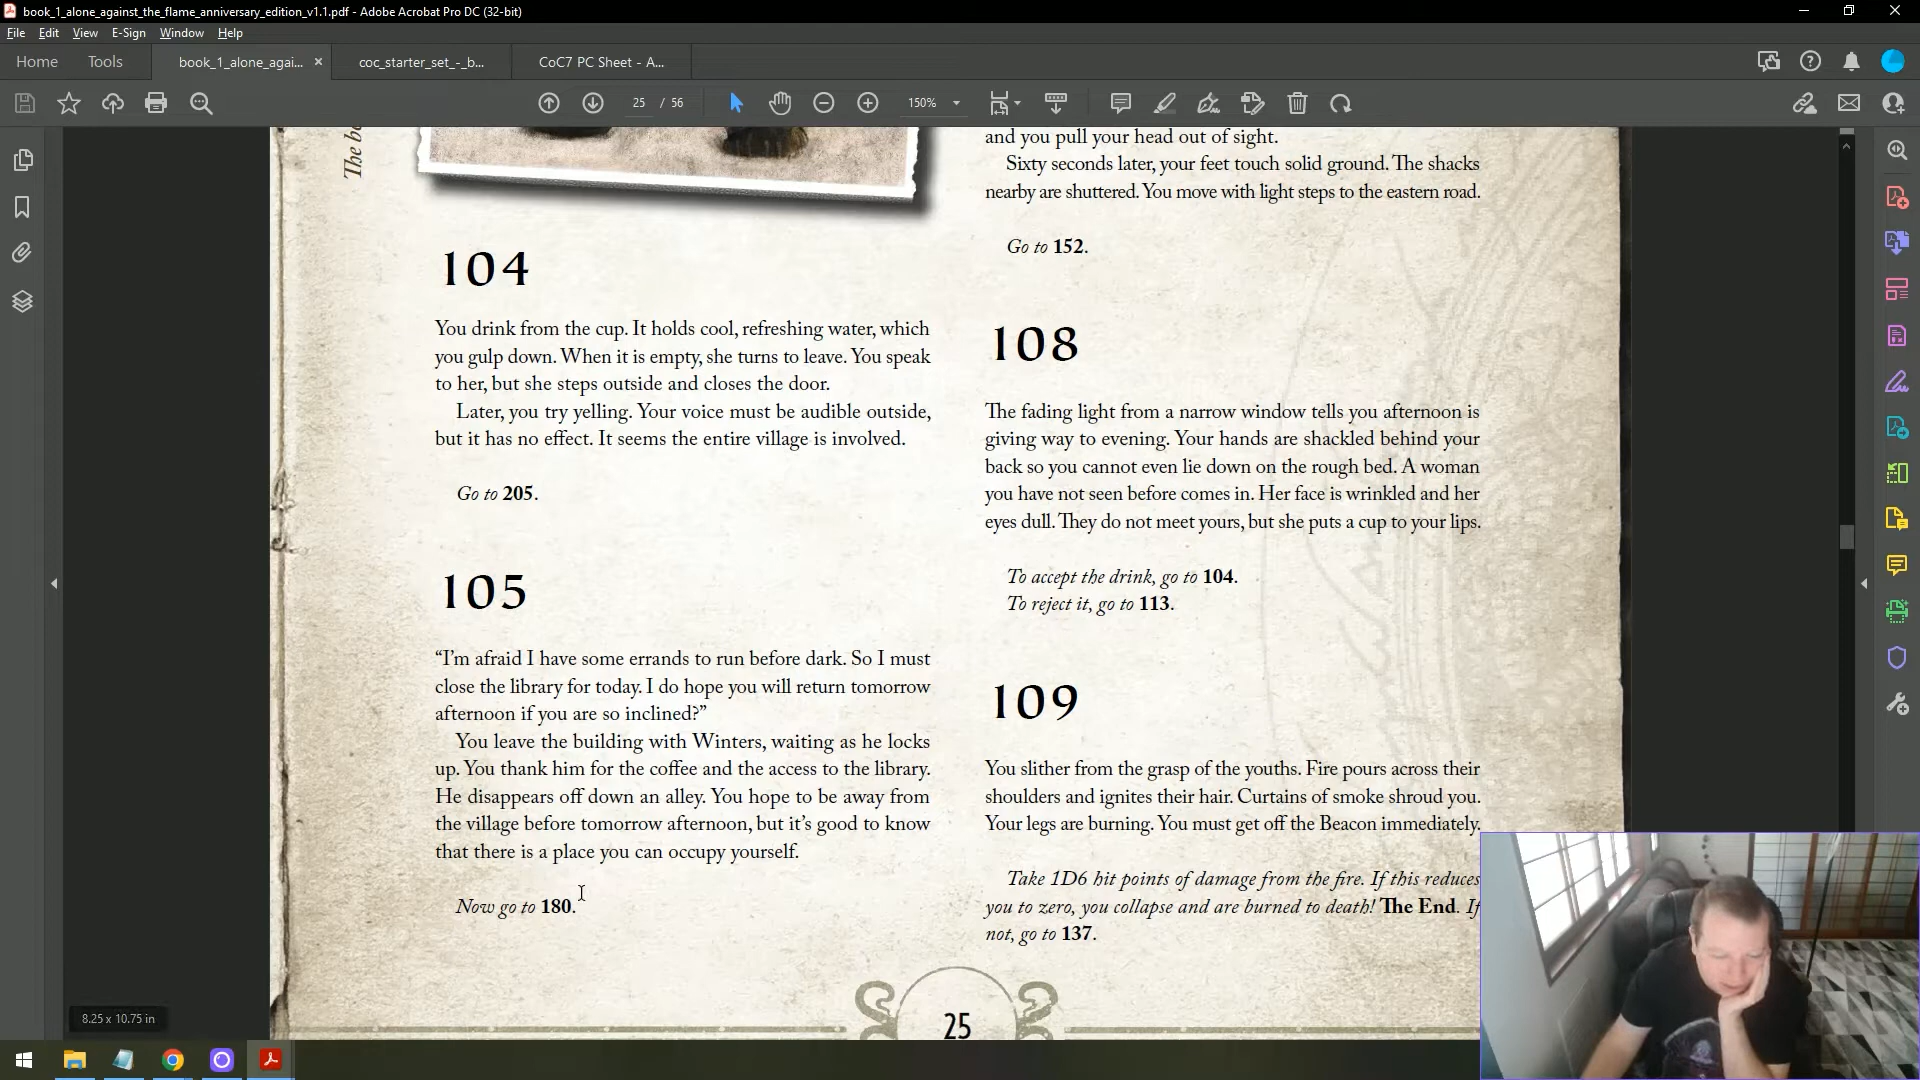 book_1_alone_against_the_flame_anniversary_edition_v1.1.pdf - Adobe Acrobat Pro DC (32-bit)
File Edit View E-Sign Window Help
Home Tools book_1_alone_agai... × coc_starter_set_-_b... CoC7 PC Sheet - A...
25 / 56 150%
The be
104
You drink from the cup. It holds cool, refreshing water, which
you gulp down. When it is empty, she turns to leave. You speak
to her, but she steps outside and closes the door.
Later, you try yelling. Your voice must be audible outside,
but it has no effect. It seems the entire village is involved.
Go to 205.
105
“I’m afraid I have some errands to run before dark. So I must
close the library for today. I do hope you will return tomorrow
afternoon if you are so inclined?”
You leave the building with Winters, waiting as he locks
up. You thank him for the coffee and the access to the library.
He disappears off down an alley. You hope to be away from
the village before tomorrow afternoon, but it’s good to know
that there is a place you can occupy yourself.
Now go to 180.
and you pull your head out of sight.
Sixty seconds later, your feet touch solid ground. The shacks
nearby are shuttered. You move with light steps to the eastern road.
Go to 152.
108
The fading light from a narrow window tells you afternoon is
giving way to evening. Your hands are shackled behind your
back so you cannot even lie down on the rough bed. A woman
you have not seen before comes in. Her face is wrinkled and her
eyes dull. They do not meet yours, but she puts a cup to your lips.
To accept the drink, go to 104.
To reject it, go to 113.
109
You slither from the grasp of the youths. Fire pours across their
shoulders and ignites their hair. Curtains of smoke shroud you.
Your legs are burning. You must get off the Beacon immediately.
Take 1D6 hit points of damage from the fire. If this reduces
you to zero, you collapse and are burned to death! The End. If
not, go to 137.
25
8.25 x 10.75 in